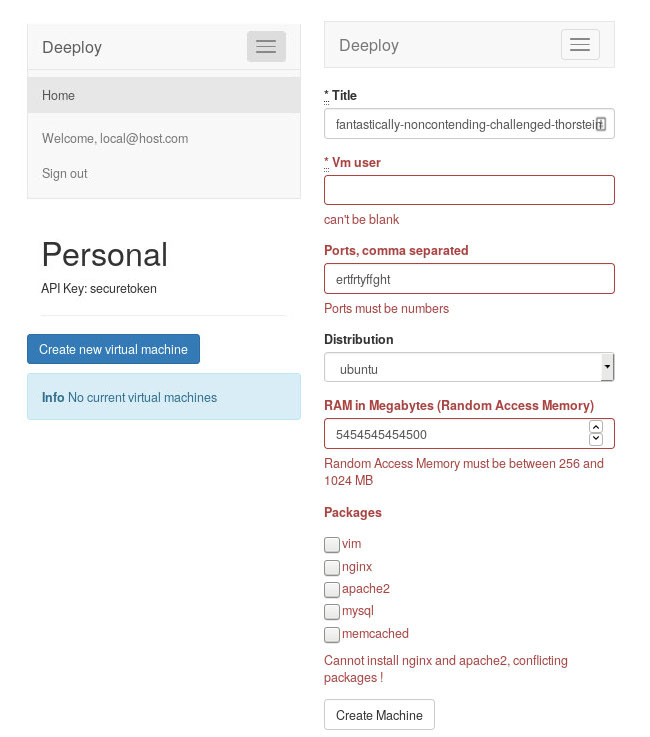 Deeploy
Home
Welcome, local@host.com
Sign out
Personal
API Key: securetoken
Create new virtual machine
Info No current virtual machines
Deeploy
* Title
fantastically-noncontending-challenged-thorstein
* Vm user
can't be blank
Ports, comma separated
ertfrtyffght
Ports must be numbers
Distribution
ubuntu
RAM in Megabytes (Random Access Memory)
5454545454500
Random Access Memory must be between 256 and
1024 MB
Packages
vim
nginx
apache2
mysql
memcached
Cannot install nginx and apache2, conflicting
packages !
Create Machine